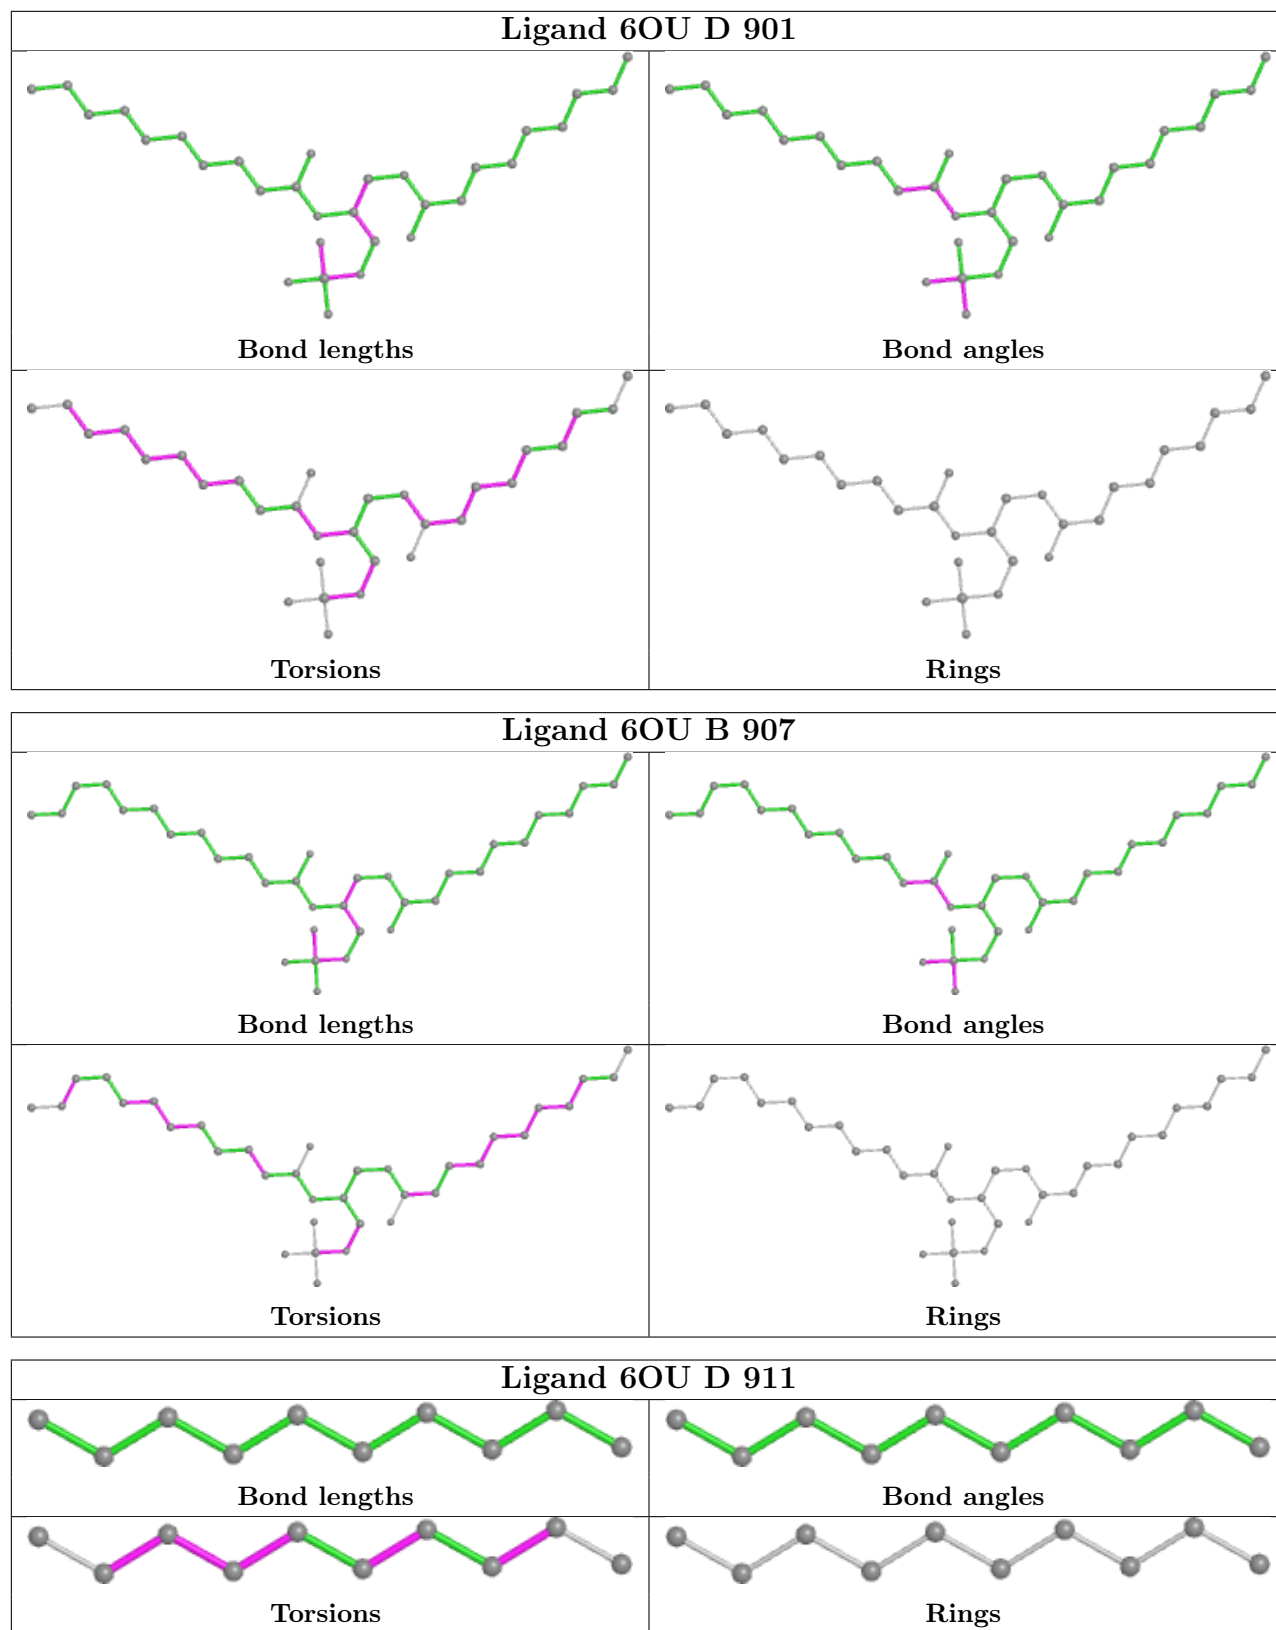 Ligand 6OU D 901
Bond lengths
Bond angles
Torsions
Rings
Ligand 6OU B 907
Bond lengths
Bond angles
Torsions
Rings
Ligand 6OU D 911
Bond lengths
Bond angles
Torsions
Rings